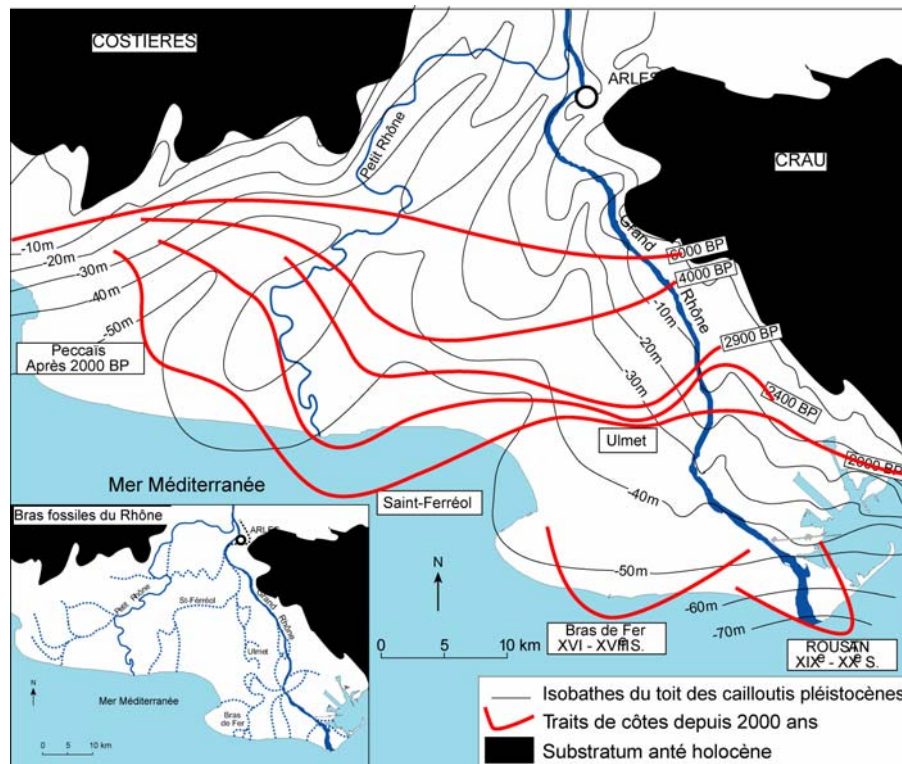 COSTIERES
ARLES
CRAU
Petit Rhône
Grand
Rhône
6000 BP
4000 BP
2900 BP
2400 BP
2000 BP
-10m
-20m
-30m
-40m
-50m
-10m
-20m
-30m
-40m
-50m
-60m
-70m
Peccaïs
Après 2000 BP
Ulmet
Mer Méditerranée
Saint-Ferréol
N
0 5 10 km
Bras de Fer
XVI - XVIIIe S.
ROUSTAN
XIXe - XXe S.
Bras fossiles du Rhône
ARLES
Petit Rhône
St-Férréol
Grand Rhône
Ulmet
Mer Méditerranée
Bras
de Fer
N
0 5 10 km
Isobathes du toit des cailloutis pléistocènes
Traits de côtes depuis 2000 ans
Substratum anté holocène